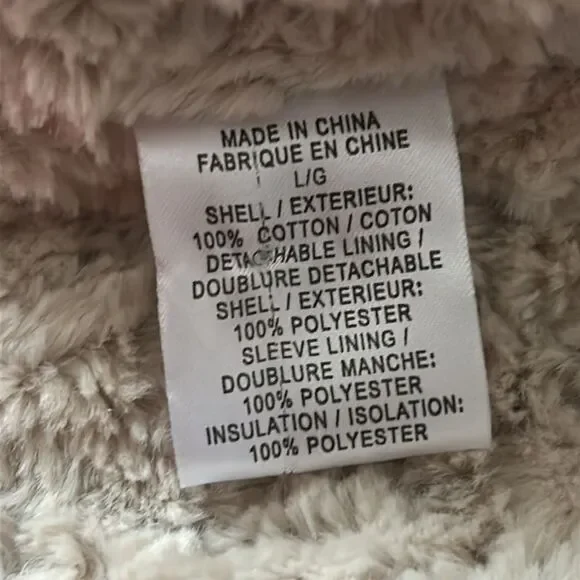 MADE IN CHINA
FABRIQUE EN CHINE
L/G
SHELL / EXTERIEUR:
100% COTTON / COTON
DETACHABLE LINING /
DOUBLURE DETACHABLE
SHELL / EXTERIEUR:
100% POLYESTER
SLEEVE LINING /
DOUBLURE MANCHE:
100% POLYESTER
INSULATION / ISOLATION:
100% POLYESTER